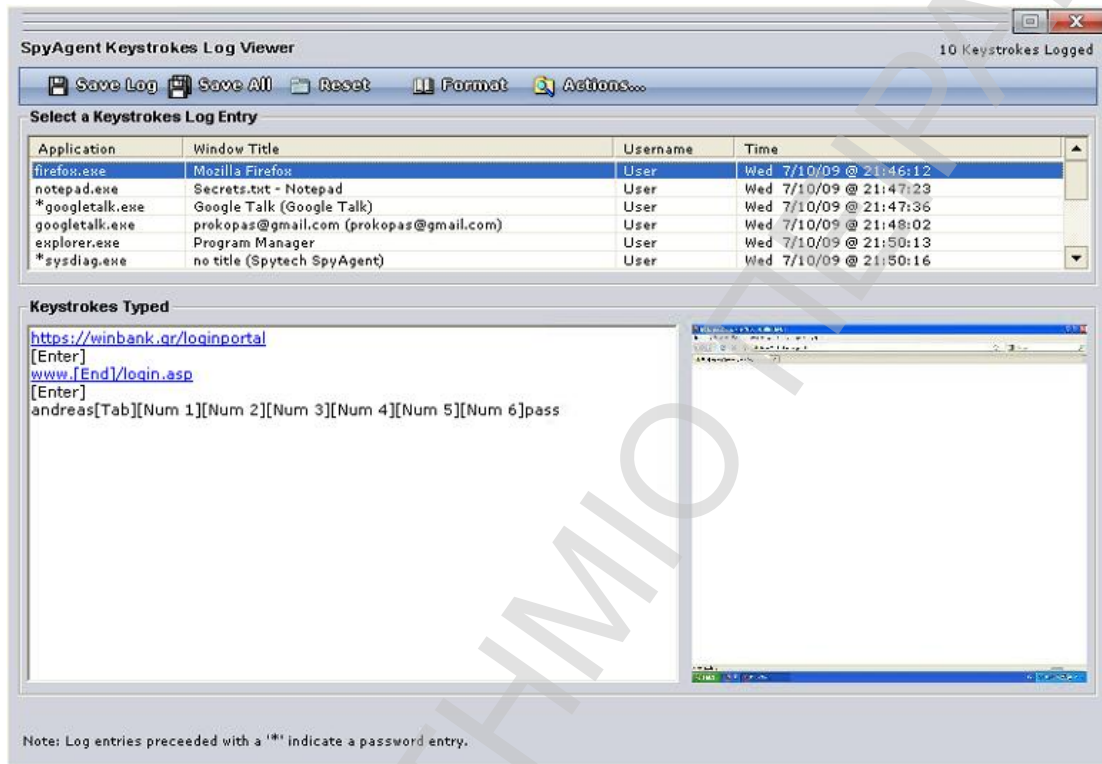 SpyAgent Keystrokes Log Viewer 10 Keystrokes Logged
Save Log Save All Reset Format Actions...
Select a Keystrokes Log Entry
Application Window Title Username Time
firefox.exe Mozilla Firefox User Wed 7/10/09 @ 21:46:12
notepad.exe Secrets.txt - Notepad User Wed 7/10/09 @ 21:47:23
*googletalk.exe Google Talk (Google Talk) User Wed 7/10/09 @ 21:47:36
googletalk.exe prokopas@gmail.com (prokopas@gmail.com) User Wed 7/10/09 @ 21:48:02
explorer.exe Program Manager User Wed 7/10/09 @ 21:50:13
*sysdiag.exe no title (Spytech SpyAgent) User Wed 7/10/09 @ 21:50:16
Keystrokes Typed
https://winbank.gr/loginportal
[Enter]
www.[End]/login.asp
[Enter]
andreas[Tab][Num 1][Num 2][Num 3][Num 4][Num 5][Num 6]pass
Note: Log entries preceeded with a '*' indicate a password entry.